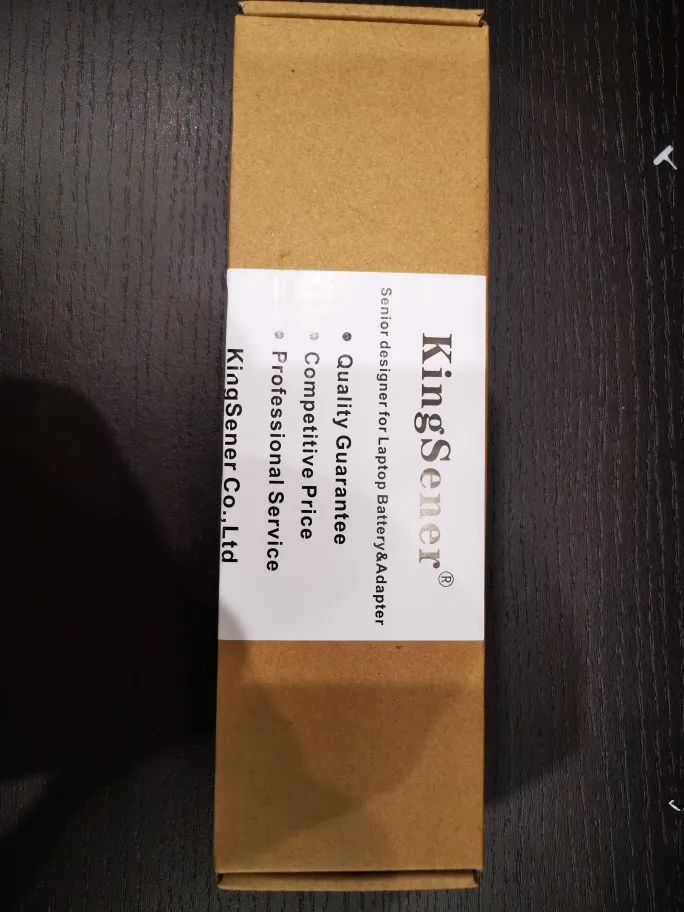 KingSener®
Senior designer for Laptop Battery&Adapter
• Quality Guarantee
• Competitive Price
• Professional Service
KingSener Co.,Ltd